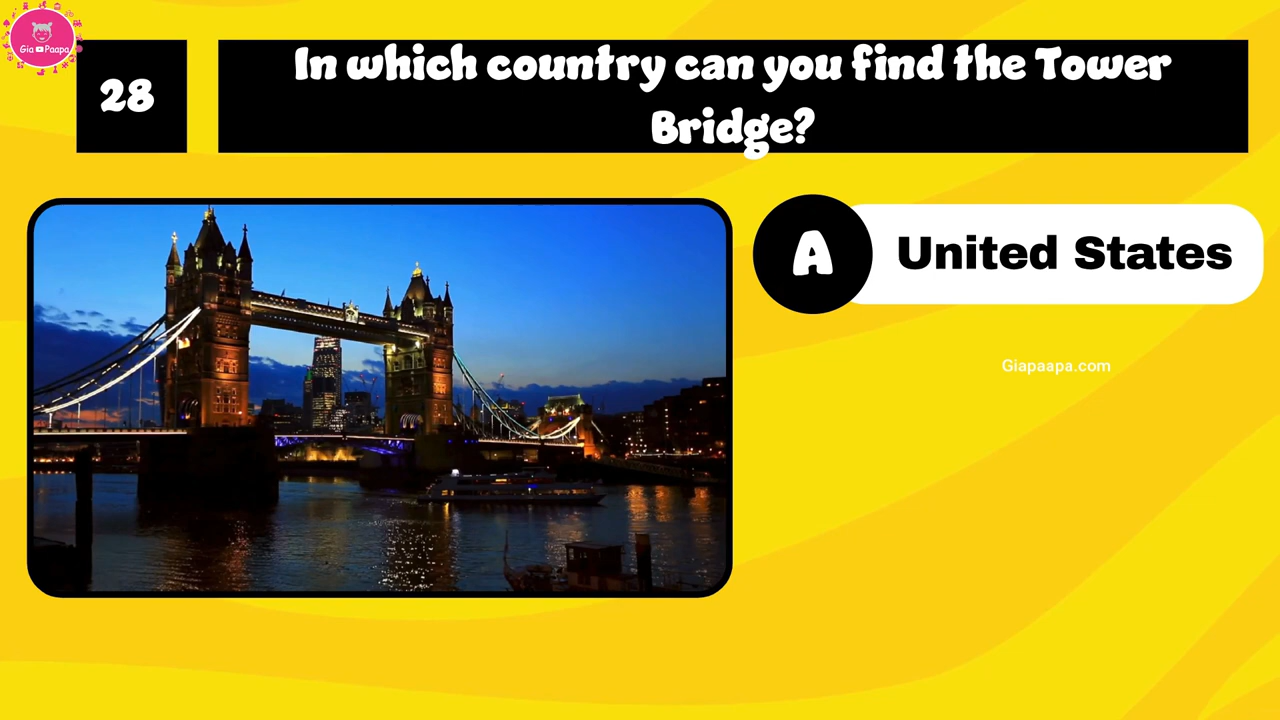 Gia Paapa
28
In which country can you find the Tower
Bridge?
A
United States
Giapaapa.com